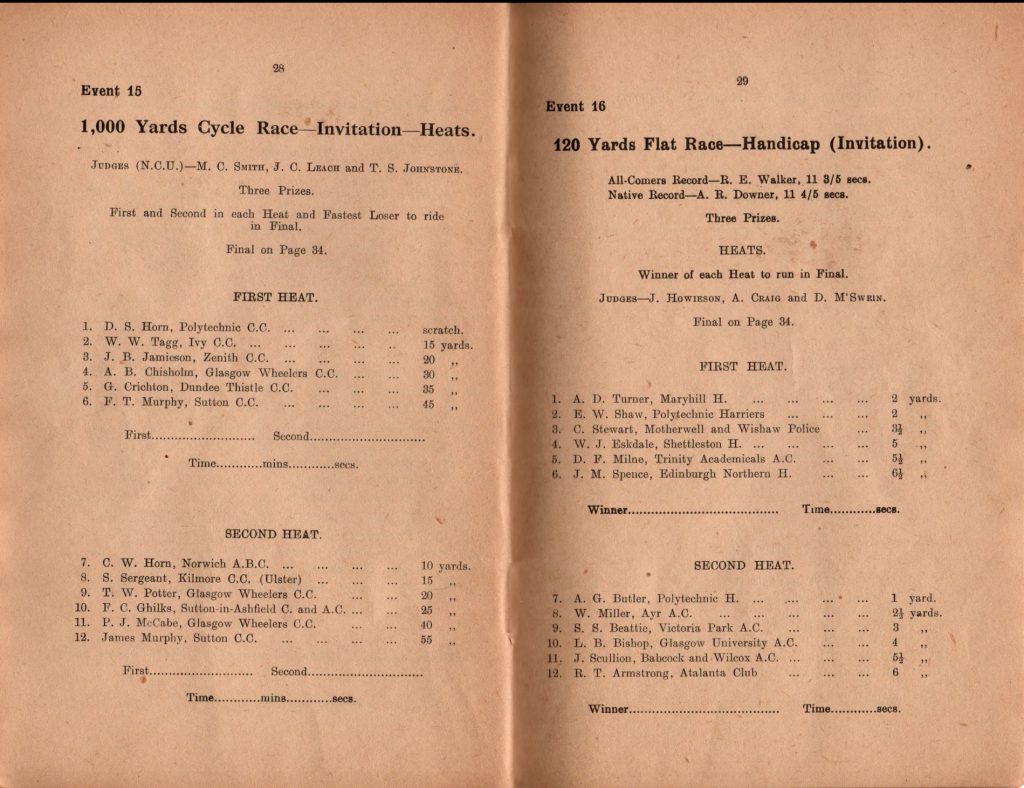 28
Event 15
1,000 Yards Cycle Race—Invitation—Heats.
Judges (N.C.U.)—M. C. Smith, J. C. Leach and T. S. Johnstone.
Three Prizes.
First and Second in each Heat and Fastest Loser to ride
in Final.
Final on Page 34.
FIRST HEAT.
1. D. S. Horn, Polytechnic C.C. ... ... ... ... scratch.
2. W. W. Tagg, Ivy C.C. ... ... ... ... ... 15 yards.
3. J. B. Jamieson, Zenith C.C. ... ... ... ... 20 ,,
4. A. B. Chisholm, Glasgow Wheelers C.C. ... ... 30 ,,
5. G. Crichton, Dundee Thistle C.C. ... ... ... 35 ,,
6. F. T. Murphy, Sutton C.C. ... ... ... ... 45 ,,
First........................... Second..............................
Time............mins............secs.
SECOND HEAT.
7. C. W. Horn, Norwich A.B.C. ... ... ... ... 10 yards.
8. S. Sergeant, Kilmore C.C. (Ulster) ... ... ... 15 ,,
9. T. W. Potter, Glasgow Wheelers C.C. ... ... 20 ,,
10. F. C. Ghilks, Sutton-in-Ashfield C. and A.C. ... ... 25 ,,
11. P. J. McCabe, Glasgow Wheelers C.C. ... ... 40 ,,
12. James Murphy, Sutton C.C. ... ... ... ... 55 ,,
First........................... Second..............................
Time............mins............secs.
29
Event 16
120 Yards Flat Race—Handicap (Invitation).
All-Comers Record—R. E. Walker, 11 3/5 secs.
Native Record—A. R. Downer, 11 4/5 secs.
Three Prizes.
HEATS.
Winner of each Heat to run in Final.
Judges—J. Howieson, A. Craig and D. M'Swein.
Final on Page 34.
FIRST HEAT.
1. A. D. Turner, Maryhill H. ... ... ... ... 2 yards.
2. E. W. Shaw, Polytechnic Harriers ... ... ... 2 ,,
3. C. Stewart, Motherwell and Wishaw Police ... 3½ ,,
4. W. J. Eskdale, Shettleston H. ... ... ... ... 5 ,,
5. D. F. Milne, Trinity Academicals A.C. ... ... 5½ ,,
6. J. M. Spence, Edinburgh Northern H. ... ... 6½ ,,
Winner....................................... Time............secs.
SECOND HEAT.
7. A. G. Butler, Polytechnic H. ... ... ... ... 1 yard.
8. W. Miller, Ayr A.C. ... ... ... ... ... 2½ yards.
9. S. S. Beattie, Victoria Park A.C. ... ... ... 3 ,,
10. L. B. Bishop, Glasgow University A.C. ... ... 4 ,,
11. J. Scullion, Babcock and Wilcox A.C. ... ... ... 5½ ,,
12. R. T. Armstrong, Atalanta Club ... ... ... 6 ,,
Winner....................................... Time............secs.